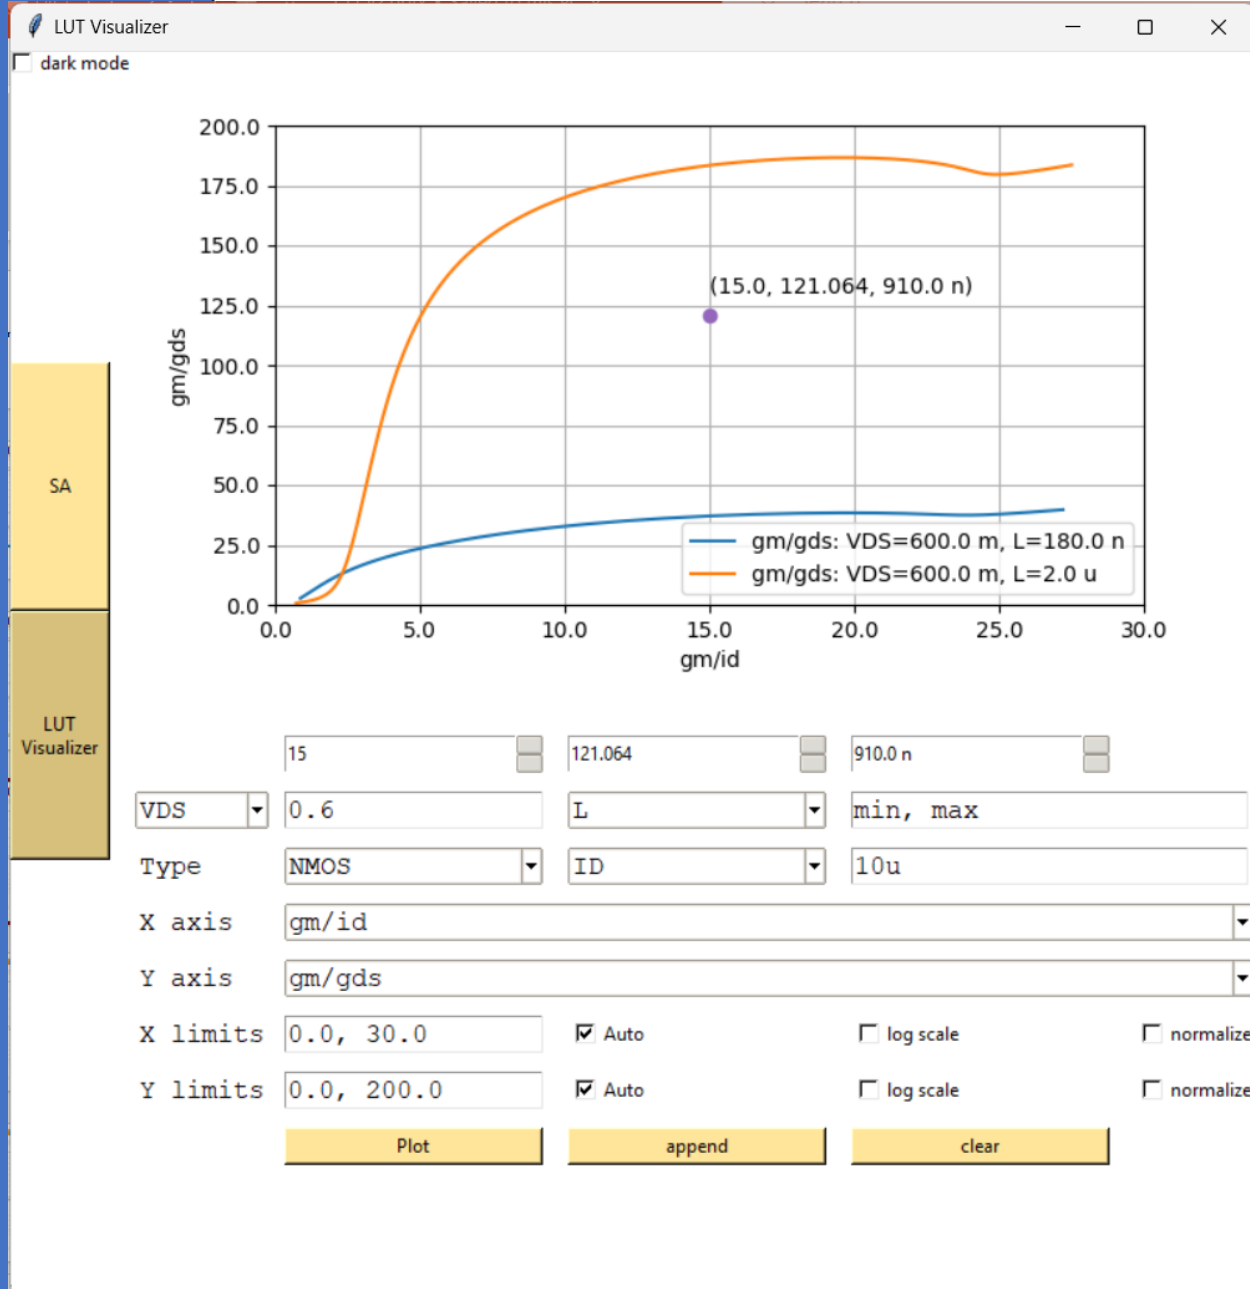 LUT Visualizer
dark mode
200.0
175.0
150.0
125.0
100.0
75.0
50.0
25.0
0.0
gm/gds
(15.0, 121.064, 910.0 n)
gm/gds: VDS=600.0 m, L=180.0 n
gm/gds: VDS=600.0 m, L=2.0 u
0.0 5.0 10.0 15.0 20.0 25.0 30.0
gm/id
SA
LUT
Visualizer
15 121.064 910.0 n
VDS 0.6 L min, max
Type NMOS ID 10u
X axis gm/id
Y axis gm/gds
X limits 0.0, 30.0 Auto log scale normalize
Y limits 0.0, 200.0 Auto log scale normalize
Plot append clear